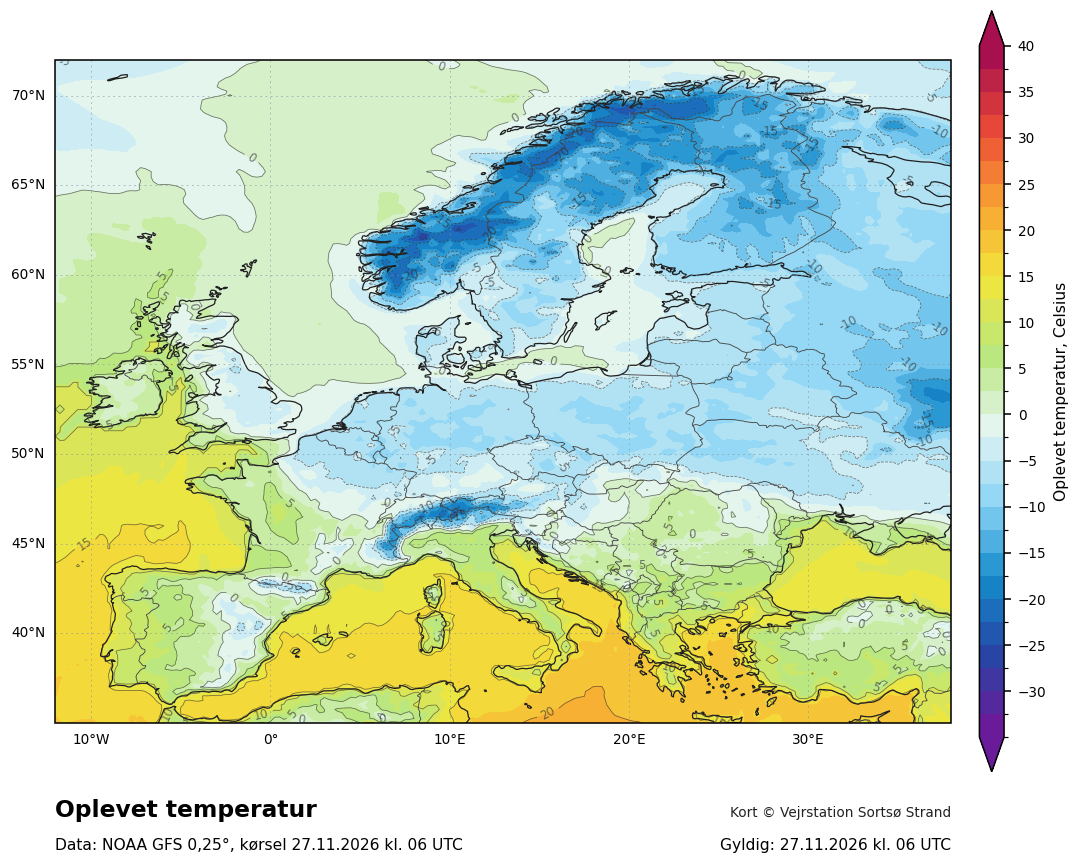 70°N
65°N
60°N
55°N
50°N
45°N
40°N
10°W 0° 10°E 20°E 30°E
40
35
30
25
20
15
10
5
0
−5
−10
−15
−20
−25
−30
Oplevet temperatur, Celsius
Oplevet temperatur
Kort © Vejrstation Sortsø Strand
Data: NOAA GFS 0,25°, kørsel 27.11.2026 kl. 06 UTC
Gyldig: 27.11.2026 kl. 06 UTC